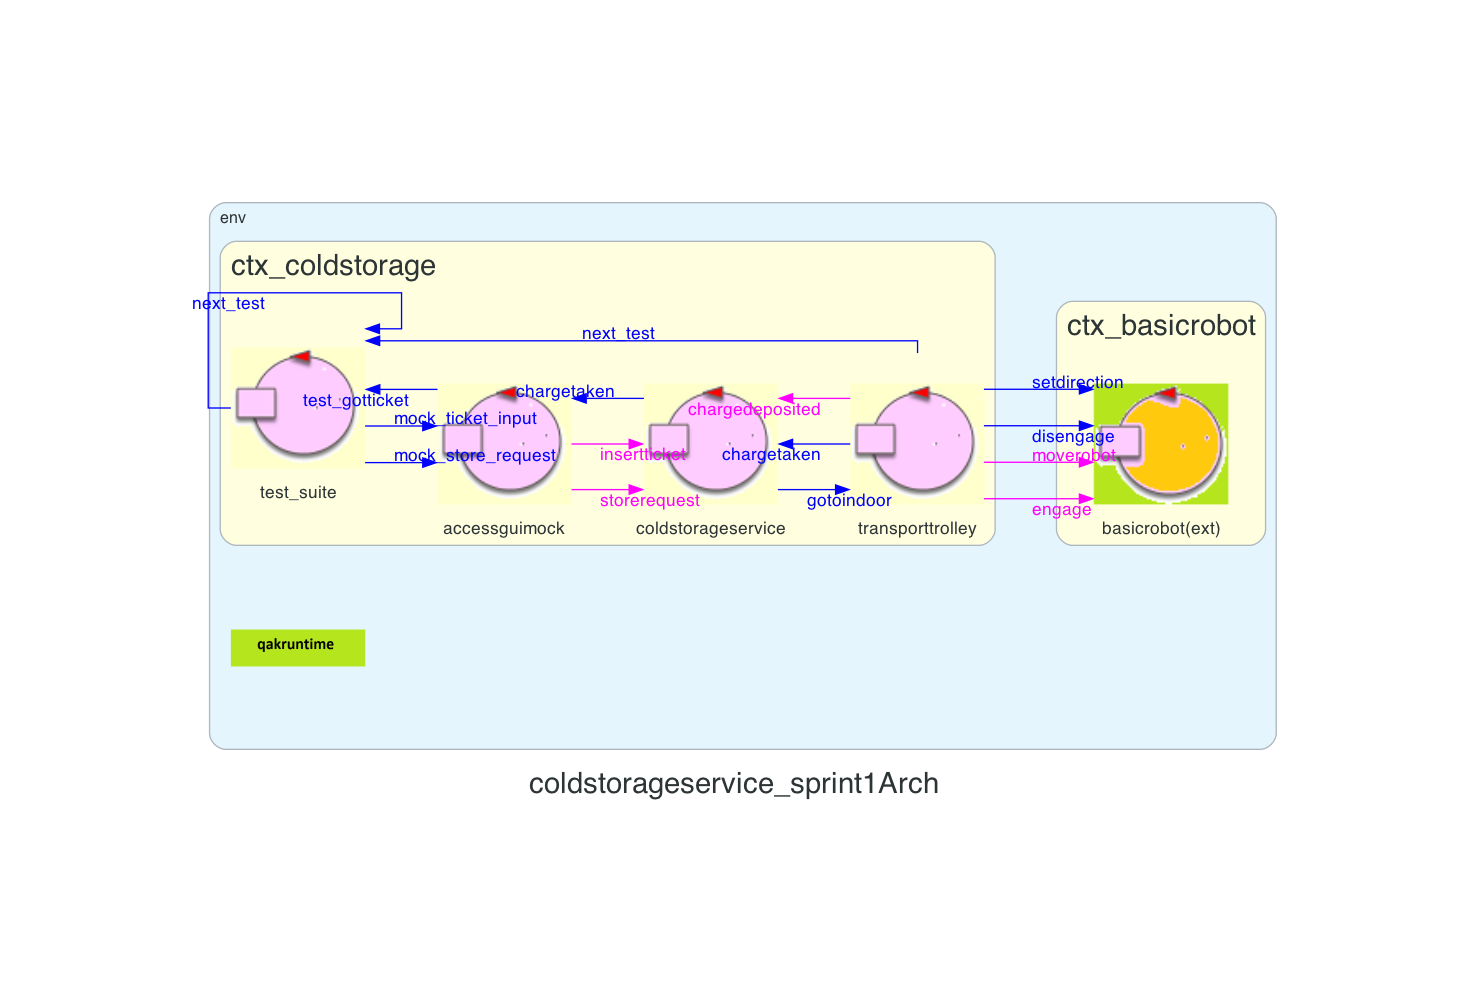 env
ctx_coldstorage
next_test
ctx_basicrobot
next_test
setdirection
chargetaken
test_gotticket
chargedeposited
mock_ticket_input
disengage
mock_store_request
insertticket
chargetaken
moverobot
test_suite
storerequest
gotoindoor
engage
accessguimock
coldstorageservice
transporttrolley
basicrobot(ext)
qakruntime
coldstorageservice_sprint1Arch